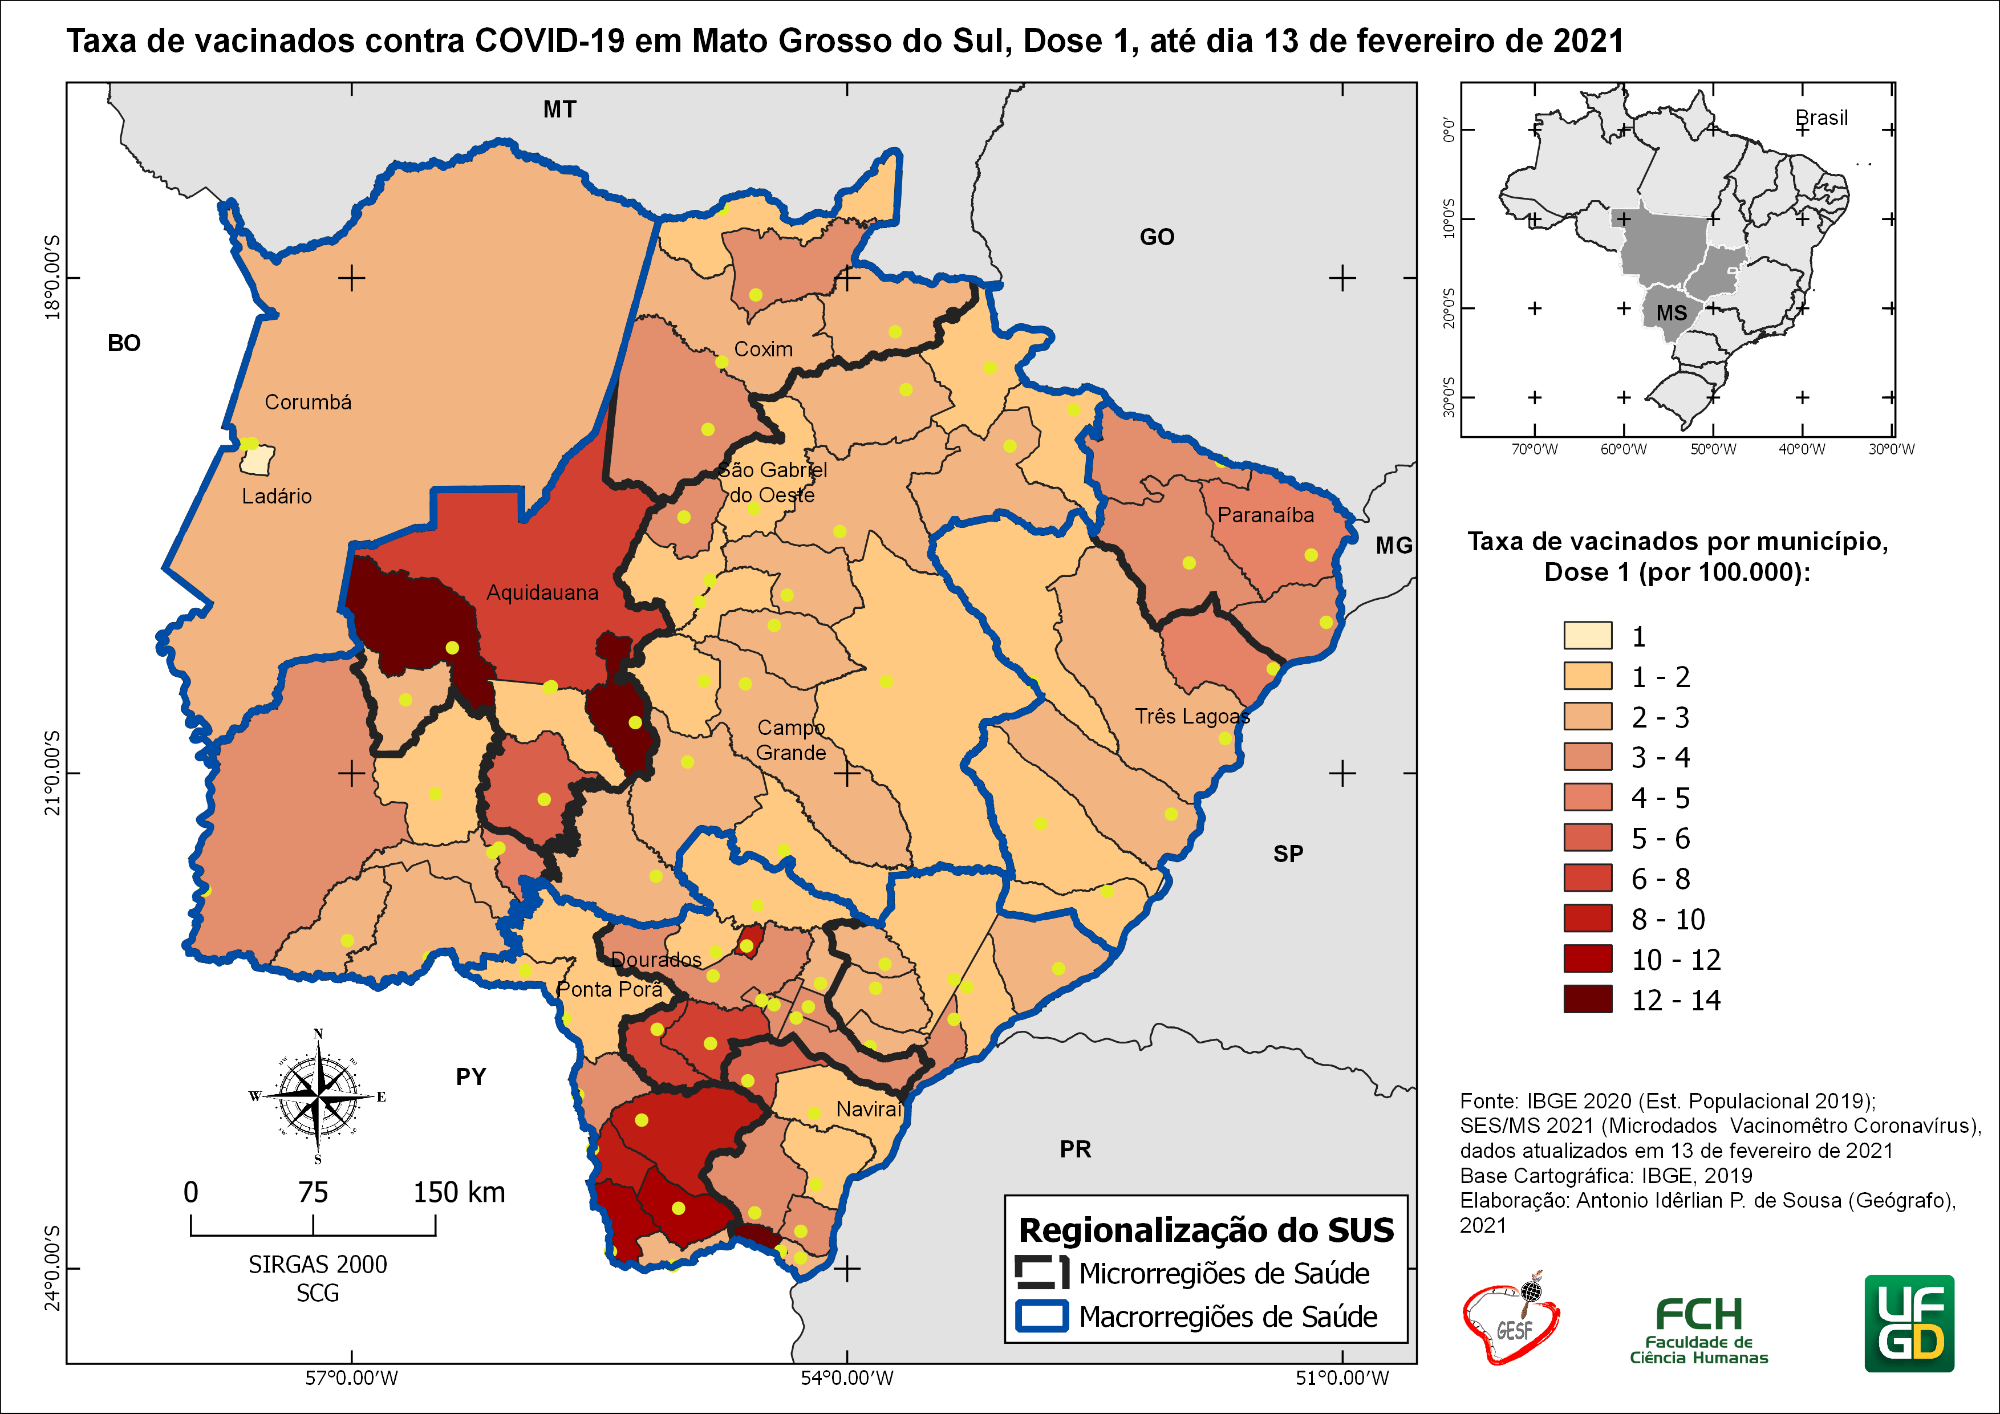 Taxa de vacinados contra COVID-19 em Mato Grosso do Sul, Dose 1, até dia 13 de fevereiro de 2021
MT
GO
BO
MG
SP
PR
PY
Corumbá
Ladário
Coxim
São Gabriel
do Oeste
Aquidauana
Paranaíba
Três Lagoas
Campo
Grande
Dourados
Ponta Porã
Naviraí
18°0.00'S
21°0.00'S
24°0.00'S
57°0.00'W
54°0.00'W
51°0.00'W
N
W
E
S
0 75 150 km
SIRGAS 2000
SCG
Regionalização do SUS
Microrregiões de Saúde
Macrorregiões de Saúde
Brasil
MS
0°0'
10°0'S
20°0'S
30°0'S
70°0'W 60°0'W 50°0'W 40°0'W 30°0'W
Taxa de vacinados por município,
Dose 1 (por 100.000):
1
1 - 2
2 - 3
3 - 4
4 - 5
5 - 6
6 - 8
8 - 10
10 - 12
12 - 14
Fonte: IBGE 2020 (Est. Populacional 2019);
SES/MS 2021 (Microdados Vacinomêtro Coronavírus),
dados atualizados em 13 de fevereiro de 2021
Base Cartográfica: IBGE, 2019
Elaboração: Antonio Idêrlian P. de Sousa (Geógrafo),
2021
GESF
FCH
Faculdade de
Ciência Humanas
UF
GD